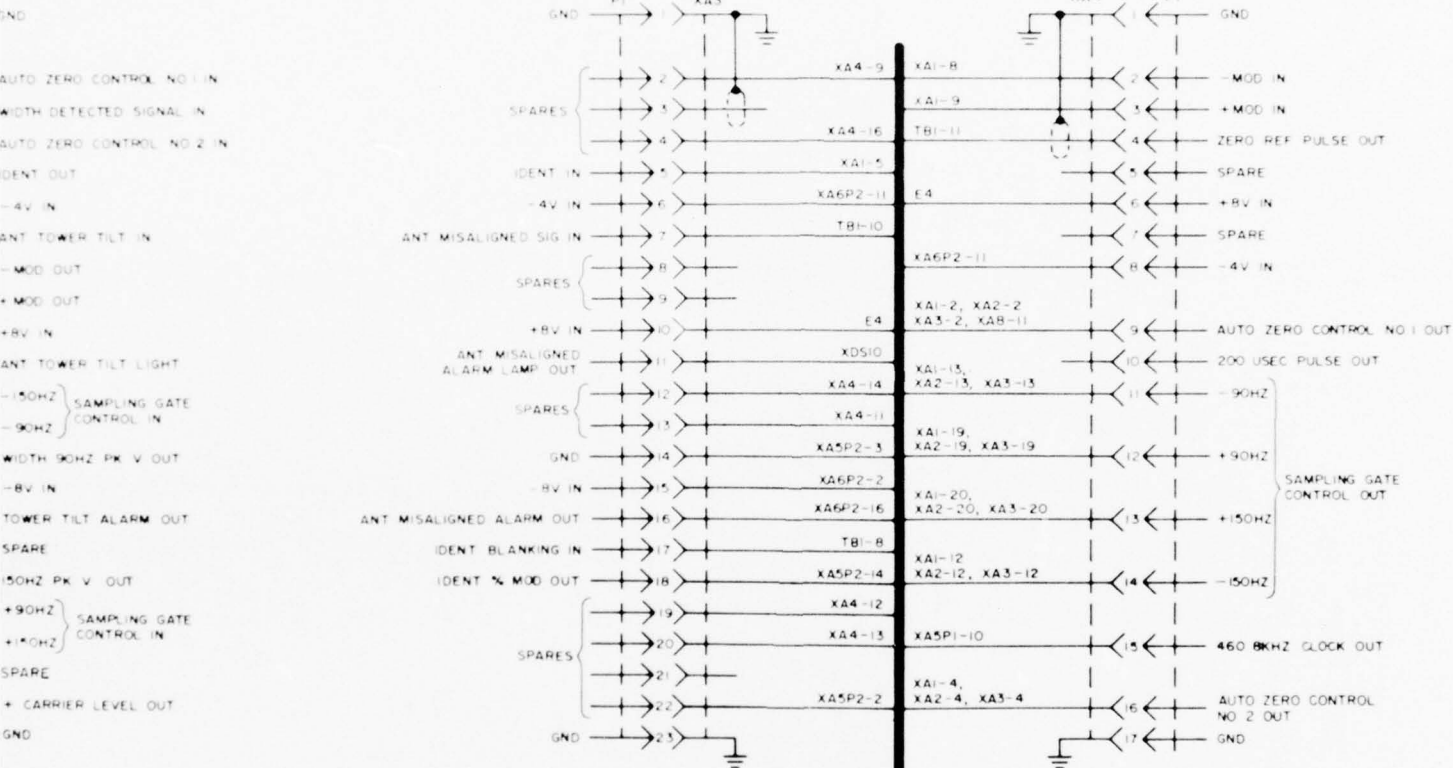 GND
AUTO ZERO CONTROL NO 1 IN
WIDTH DETECTED SIGNAL IN
AUTO ZERO CONTROL NO 2 IN
IDENT OUT
-4V IN
ANT TOWER TILT IN
- MOD OUT
+ MOD OUT
+8V IN
ANT TOWER TILT LIGHT
-150HZ
-90HZ
SAMPLING GATE
CONTROL IN
WIDTH 90HZ PK V OUT
-8V IN
TOWER TILT ALARM OUT
SPARE
150HZ PK V OUT
+90HZ
+150HZ
SAMPLING GATE
CONTROL IN
SPARE
+ CARRIER LEVEL OUT
GND
GND 1
SPARES
2 XA4-9
3
4 XA4-16
IDENT IN 5 XA1-5
-4V IN 6 XA6P2-11
ANT MISALIGNED SIG IN 7 TB1-10
SPARES
8
9
+8V IN 10 E4
ANT MISALIGNED
ALARM LAMP OUT 11 XDS10
SPARES
12 XA4-14
13 XA4-11
GND 14 XA5P2-3
-8V IN 15 XA6P2-2
ANT MISALIGNED ALARM OUT 16 XA6P2-16
IDENT BLANKING IN 17 TB1-8
IDENT % MOD OUT 18 XA5P2-14
SPARES
19 XA4-12
20 XA4-13
21
22 XA5P2-2
GND 23
1 GND
XA1-8 2 -MOD IN
XA1-9 3 +MOD IN
TB1-11 4 ZERO REF PULSE OUT
5 SPARE
E4 6 +8V IN
7 SPARE
XA6P2-11 8 -4V IN
XA1-2, XA2-2
XA3-2, XA8-11 9 AUTO ZERO CONTROL NO 1 OUT
10 200 USEC PULSE OUT
XA1-13,
XA2-13, XA3-13 11 -90HZ
XA1-19,
XA2-19, XA3-19 12 +90HZ
XA1-20,
XA2-20, XA3-20 13 +150HZ
XA1-12
XA2-12, XA3-12 14 -150HZ
SAMPLING GATE
CONTROL OUT
XA5P1-10 15 460 8KHZ CLOCK OUT
XA1-4,
XA2-4, XA3-4 16 AUTO ZERO CONTROL
NO 2 OUT
17 GND